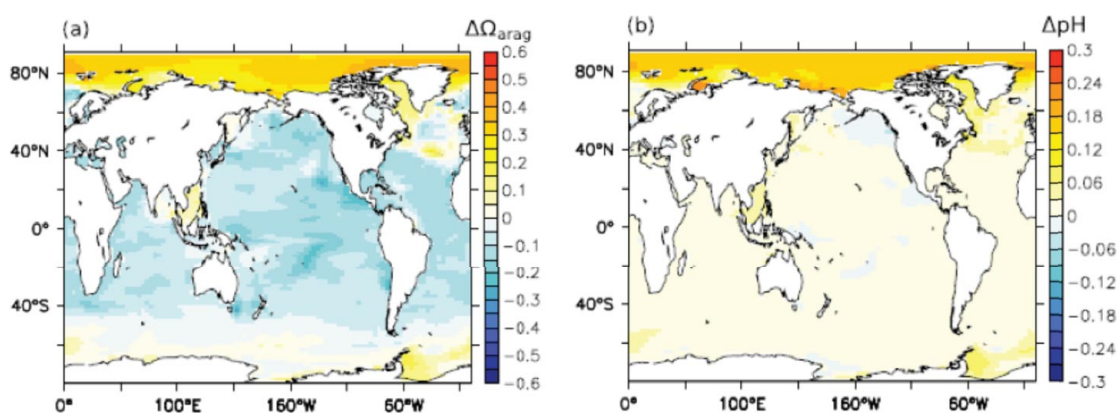 (a)
ΔΩarag
0.6
0.5
0.4
0.3
0.2
0.1
0
−0.1
−0.2
−0.3
−0.4
−0.5
−0.6
80°N
40°N
0°
40°S
0° 100°E 160°W 60°W
(b)
ΔpH
0.3
0.24
0.18
0.12
0.06
0
−0.06
−0.12
−0.18
−0.24
−0.3
80°N
40°N
0°
40°S
0° 100°E 160°W 60°W